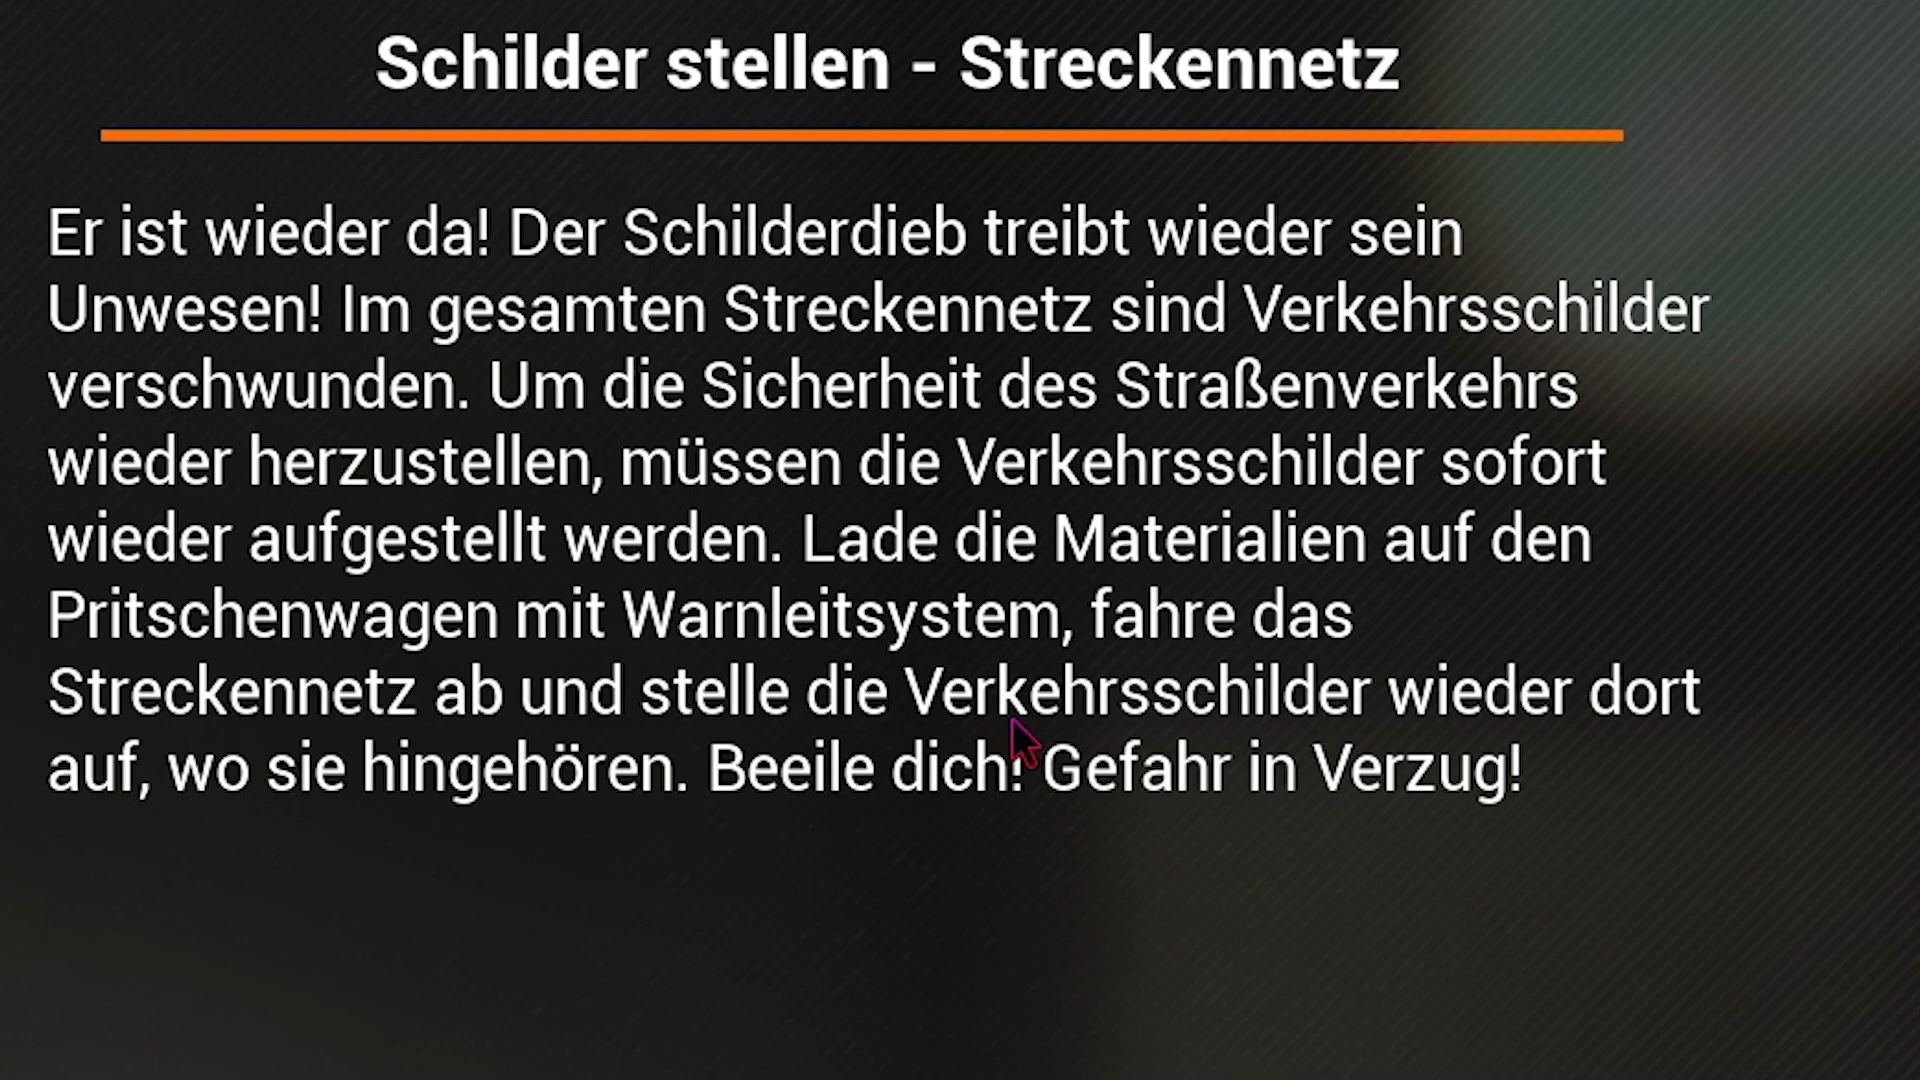 Schilder stellen - Streckennetz
Er ist wieder da! Der Schilderdieb treibt wieder sein
Unwesen! Im gesamten Streckennetz sind Verkehrsschilder
verschwunden. Um die Sicherheit des Straßenverkehrs
wieder herzustellen, müssen die Verkehrsschilder sofort
wieder aufgestellt werden. Lade die Materialien auf den
Pritschenwagen mit Warnleitsystem, fahre das
Streckennetz ab und stelle die Verkehrsschilder wieder dort
auf, wo sie hingehören. Beeile dich! Gefahr in Verzug!